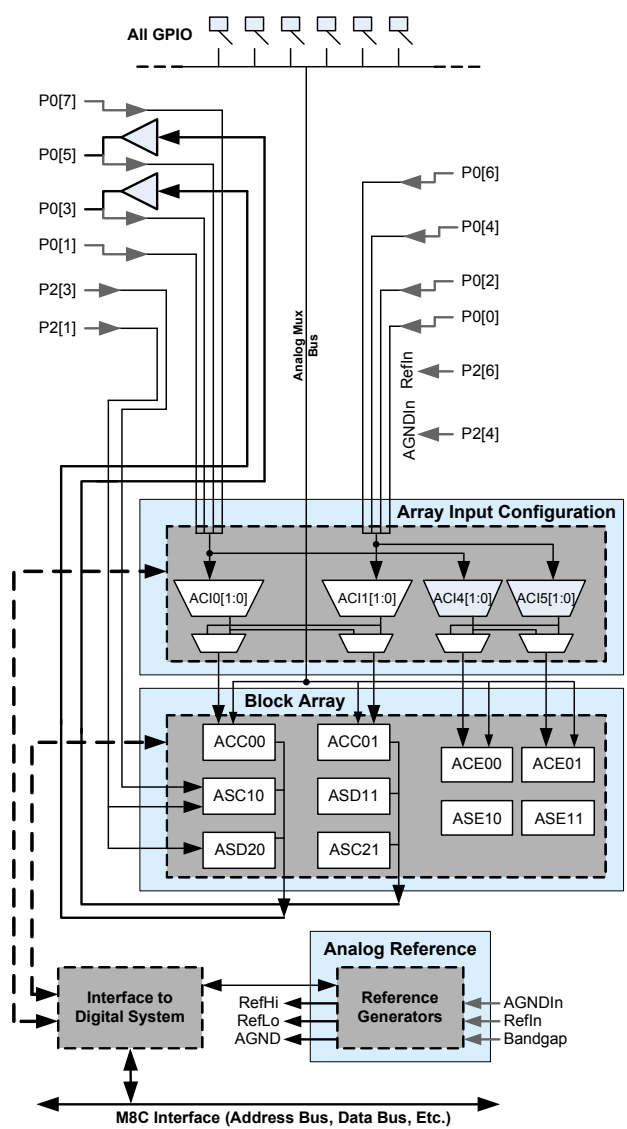 All GPIO
P0[7]
P0[5]
P0[3]
P0[1]
P2[3]
P2[1]
P0[6]
P0[4]
P0[2]
P0[0]
P2[6]
P2[4]
Analog Mux
Bus
AGNDIn RefIn
Array Input Configuration
ACI0[1:0]
ACI1[1:0]
ACI4[1:0]
ACI5[1:0]
Block Array
ACC00
ACC01
ACE00
ACE01
ASC10
ASD11
ASE10
ASE11
ASD20
ASC21
Analog Reference
Interface to
Digital System
Reference
Generators
RefHi
RefLo
AGND
AGNDIn
RefIn
Bandgap
M8C Interface (Address Bus, Data Bus, Etc.)